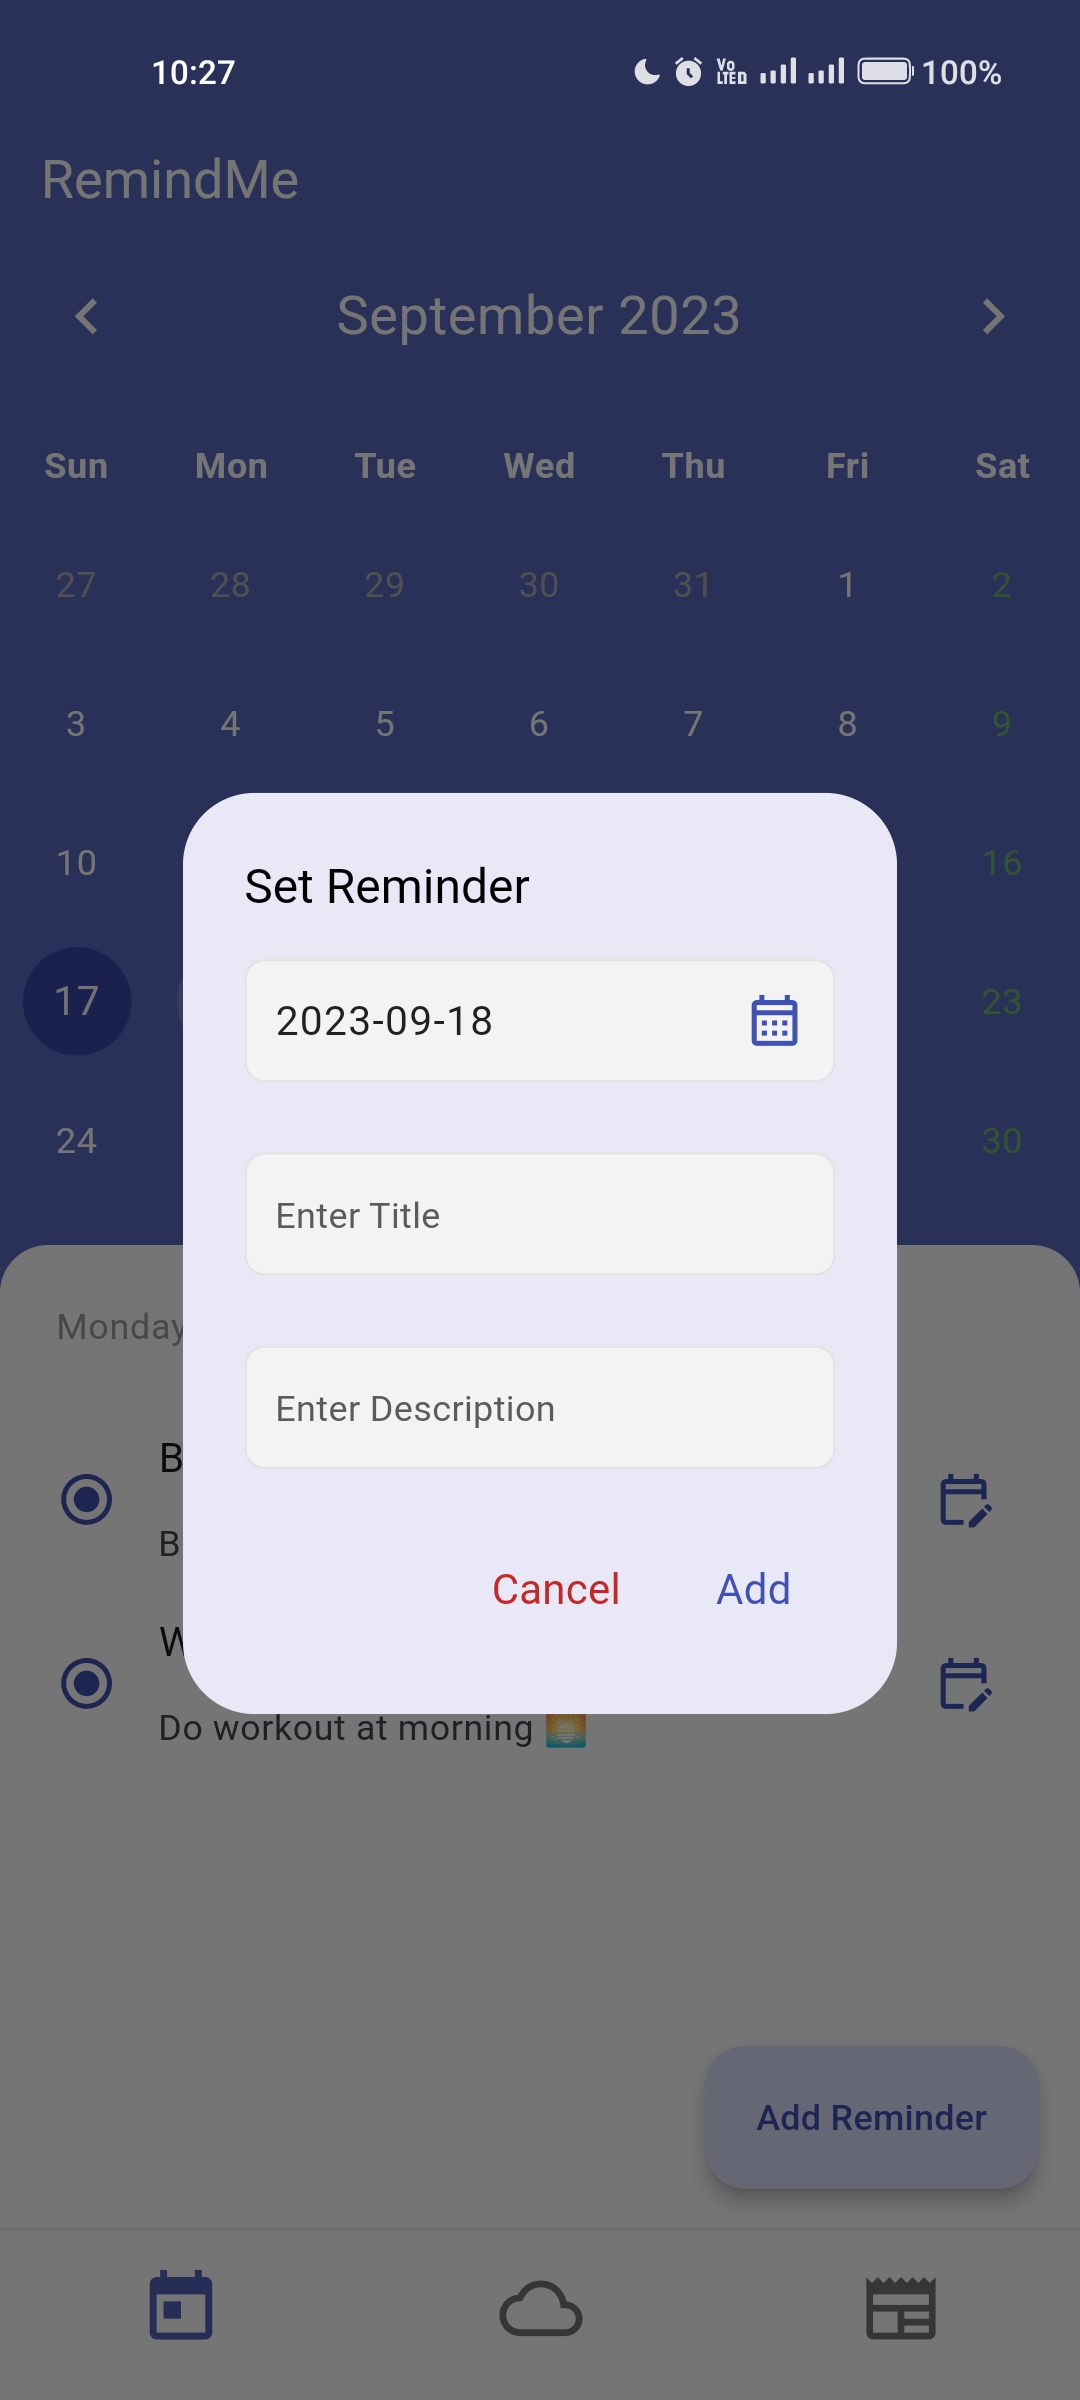 10:27 Vo LTED 100%
RemindMe
September 2023
Sun Mon Tue Wed Thu Fri Sat
27 28 29 30 31 1 2
3 4 5 6 7 8 9
10 16
Set Reminder
17 2023-09-18 23
24 30
Enter Title
Monday
Enter Description
B
B
Cancel Add
W
Do workout at morning 🌅
Add Reminder